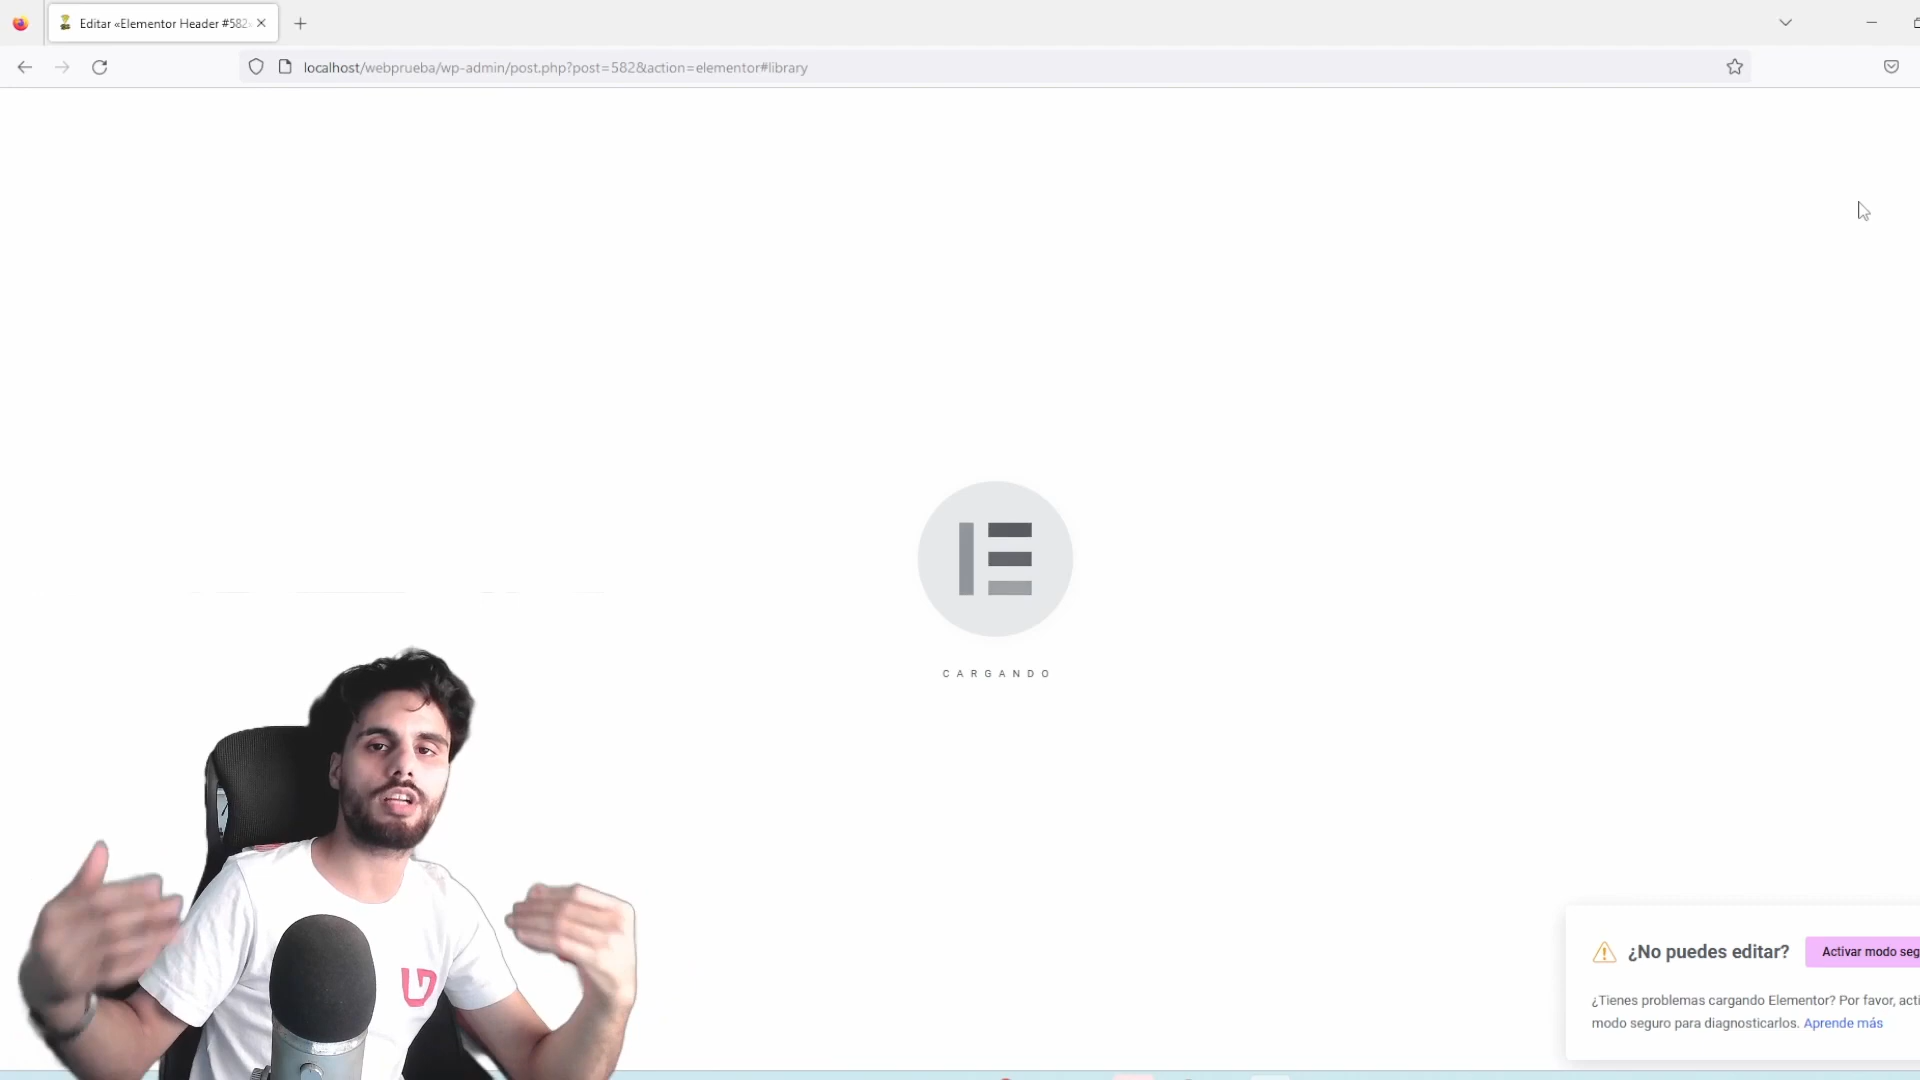 Editar «Elementor Header #582
localhost/webprueba/wp-admin/post.php?post=582&action=elementor#library
CARGANDO
¿No puedes editar?
Activar modo seg
¿Tienes problemas cargando Elementor? Por favor, acti
modo seguro para diagnosticarlos. Aprende más